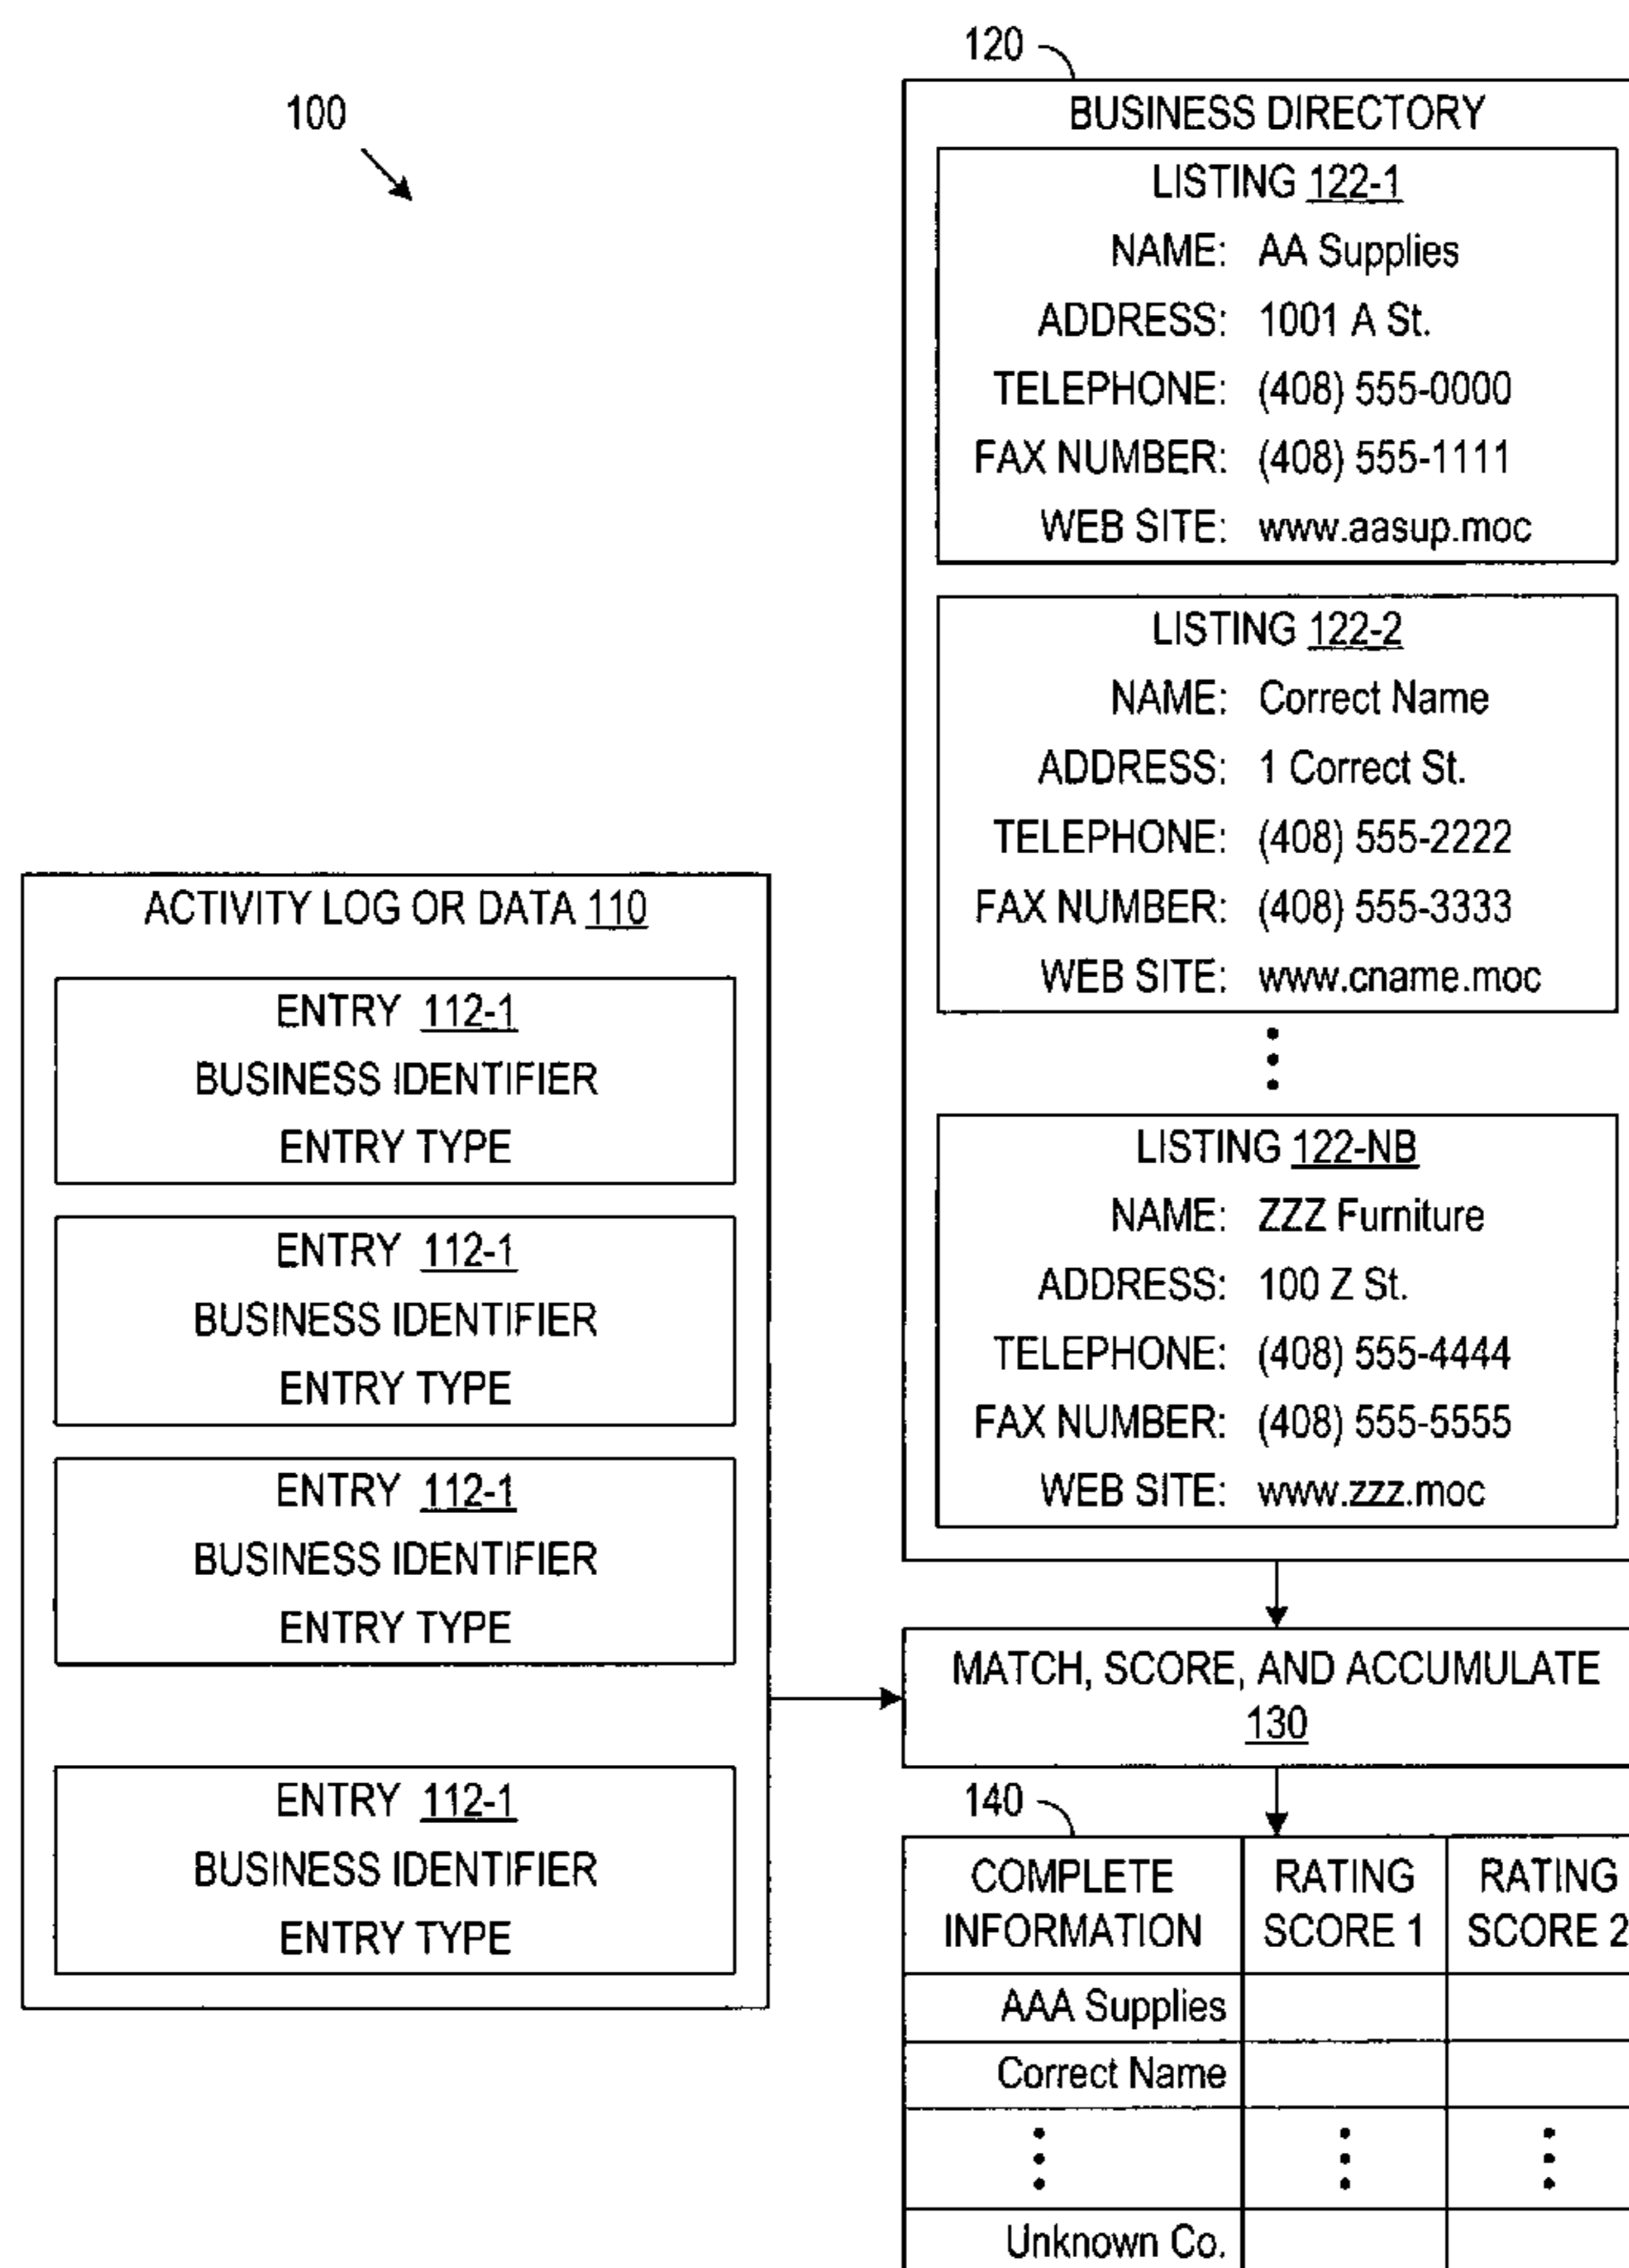 100
120
BUSINESS DIRECTORY
LISTING 122-1
NAME: AA Supplies
ADDRESS: 1001 A St.
TELEPHONE: (408) 555-0000
FAX NUMBER: (408) 555-1111
WEB SITE: www.aasup.moc
LISTING 122-2
NAME: Correct Name
ADDRESS: 1 Correct St.
TELEPHONE: (408) 555-2222
FAX NUMBER: (408) 555-3333
WEB SITE: www.cname.moc
LISTING 122-NB
NAME: ZZZ Furniture
ADDRESS: 100 Z St.
TELEPHONE: (408) 555-4444
FAX NUMBER: (408) 555-5555
WEB SITE: www.zzz.moc
ACTIVITY LOG OR DATA 110
ENTRY 112-1
BUSINESS IDENTIFIER
ENTRY TYPE
ENTRY 112-1
BUSINESS IDENTIFIER
ENTRY TYPE
ENTRY 112-1
BUSINESS IDENTIFIER
ENTRY TYPE
ENTRY 112-1
BUSINESS IDENTIFIER
ENTRY TYPE
MATCH, SCORE, AND ACCUMULATE
130
140
COMPLETE INFORMATION
RATING SCORE 1
RATING SCORE 2
AAA Supplies
Correct Name
Unknown Co.